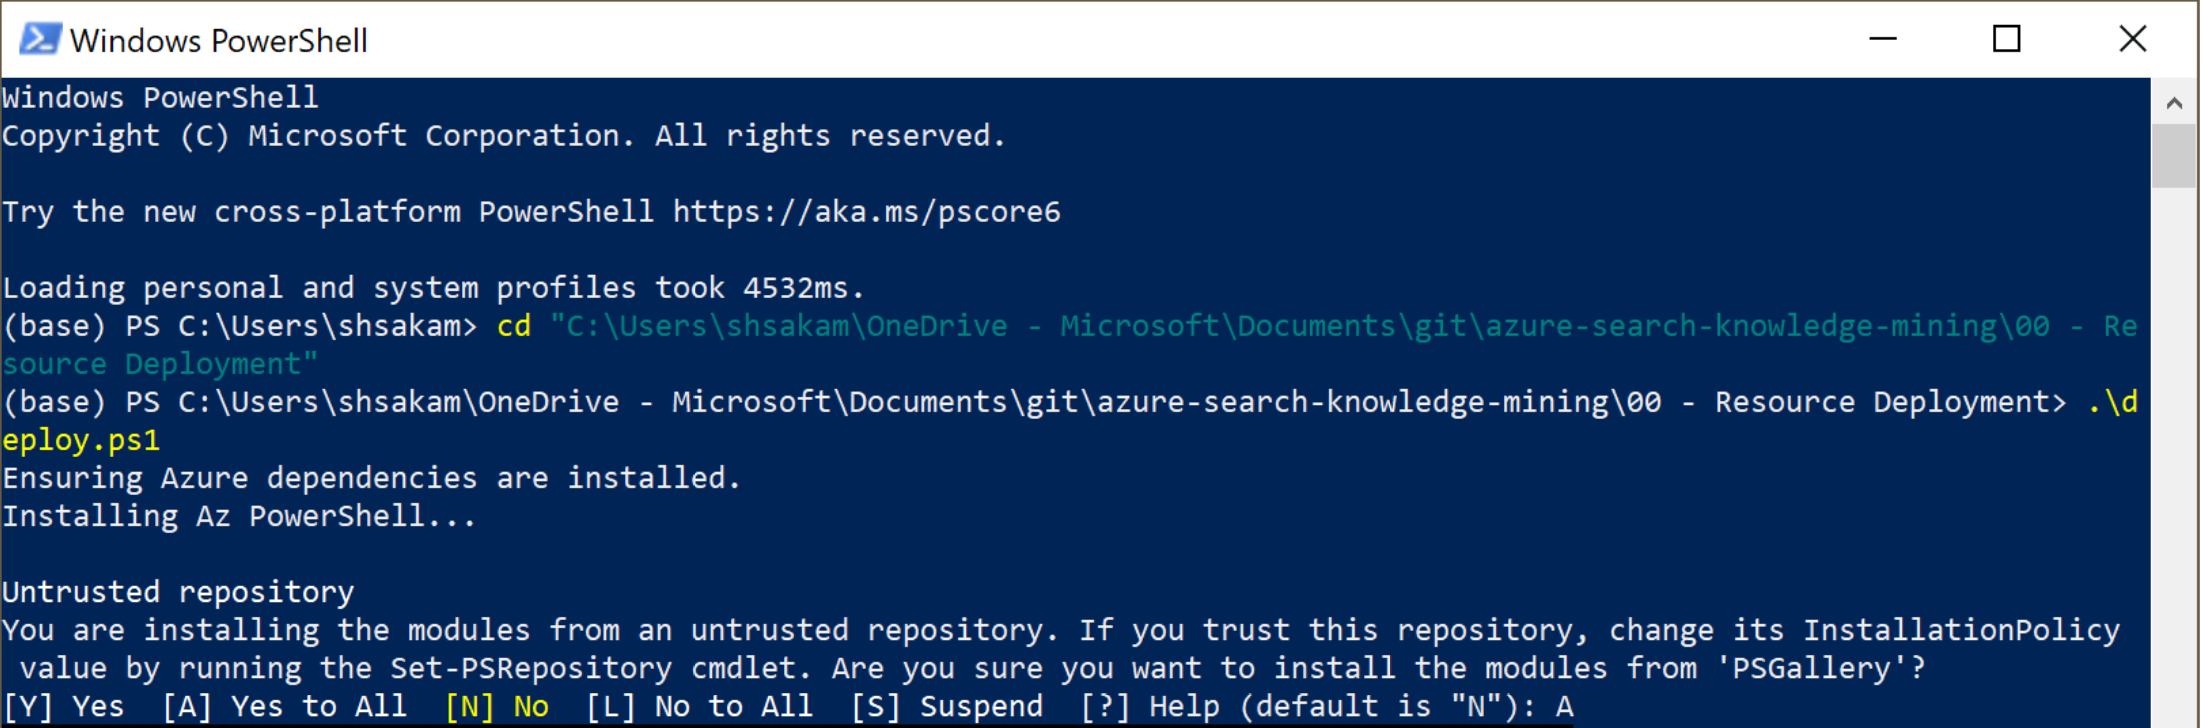 Windows PowerShell
Windows PowerShell
Copyright (C) Microsoft Corporation. All rights reserved.
Try the new cross-platform PowerShell https://aka.ms/pscore6
Loading personal and system profiles took 4532ms.
(base) PS C:\Users\shsakam> cd "C:\Users\shsakam\OneDrive - Microsoft\Documents\git\azure-search-knowledge-mining\00 - Re
source Deployment"
(base) PS C:\Users\shsakam\OneDrive - Microsoft\Documents\git\azure-search-knowledge-mining\00 - Resource Deployment> .\d
eploy.ps1
Ensuring Azure dependencies are installed.
Installing Az PowerShell...
Untrusted repository
You are installing the modules from an untrusted repository. If you trust this repository, change its InstallationPolicy
 value by running the Set-PSRepository cmdlet. Are you sure you want to install the modules from 'PSGallery'?
[Y] Yes  [A] Yes to All  [N] No  [L] No to All  [S] Suspend  [?] Help (default is "N"): A